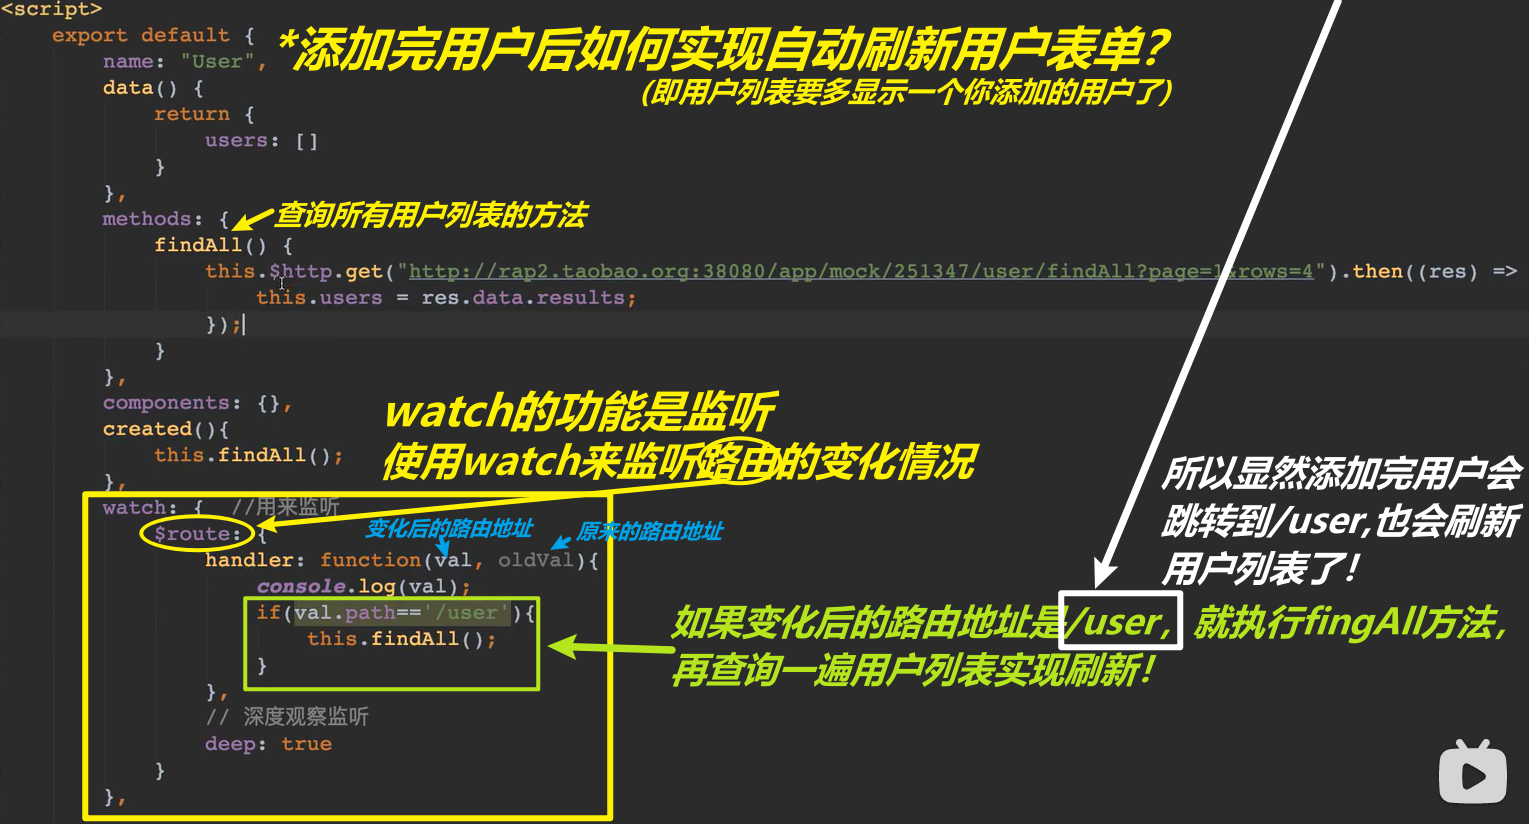 <script>
export default {
*添加完用户后如何实现自动刷新用户表单?
name: "User",
(即用户列表要多显示一个你添加的用户了)
data() {
return {
users: []
}
},
methods: {
查询所有用户列表的方法
findAll() {
this.$http.get("http://rap2.taobao.org:38080/app/mock/251347/user/findAll?page=1&rows=4").then((res) =>
this.users = res.data.results;
});
}
},
components: {},
watch的功能是监听
created(){
this.findAll();
使用watch来监听路由的变化情况
},
watch: { //用来监听
$route: {
变化后的路由地址
原来的路由地址
handler: function(val, oldVal){
console.log(val);
if(val.path=='/user'){
this.findAll();
}
},
// 深度观察监听
deep: true
}
},
所以显然添加完用户会
跳转到/user,也会刷新
用户列表了!
如果变化后的路由地址是/user, 就执行fingAll方法,
再查询一遍用户列表实现刷新!